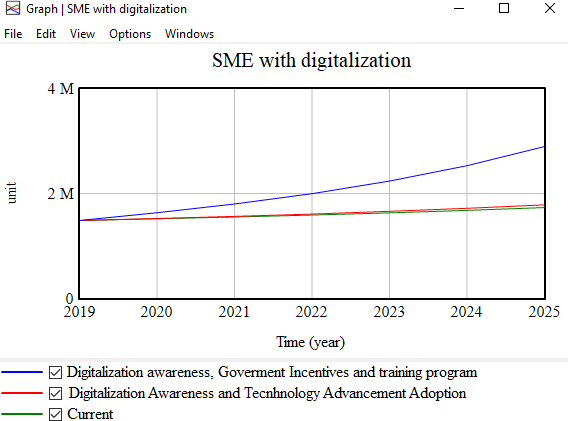 Graph | SME with digitalization
File Edit View Options Windows
SME with digitalization
4 M
unit
2 M
0
2019 2020 2021 2022 2023 2024 2025
Time (year)
Digitalization awareness, Goverment Incentives and training program
Digitalization Awareness and Tecnhnology Advancement Adoption
Current